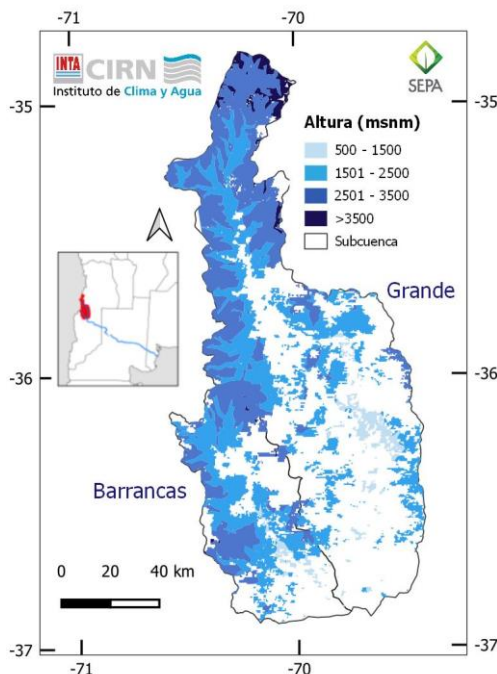 -71
-70
INTA
CIRN
Instituto de Clima y Agua
SEPA
-35
-35
Altura (msnm)
500 - 1500
1501 - 2500
2501 - 3500
>3500
Subcuenca
Grande
-36
-36
Barrancas
0 20 40 km
-37
-37
-71
-70